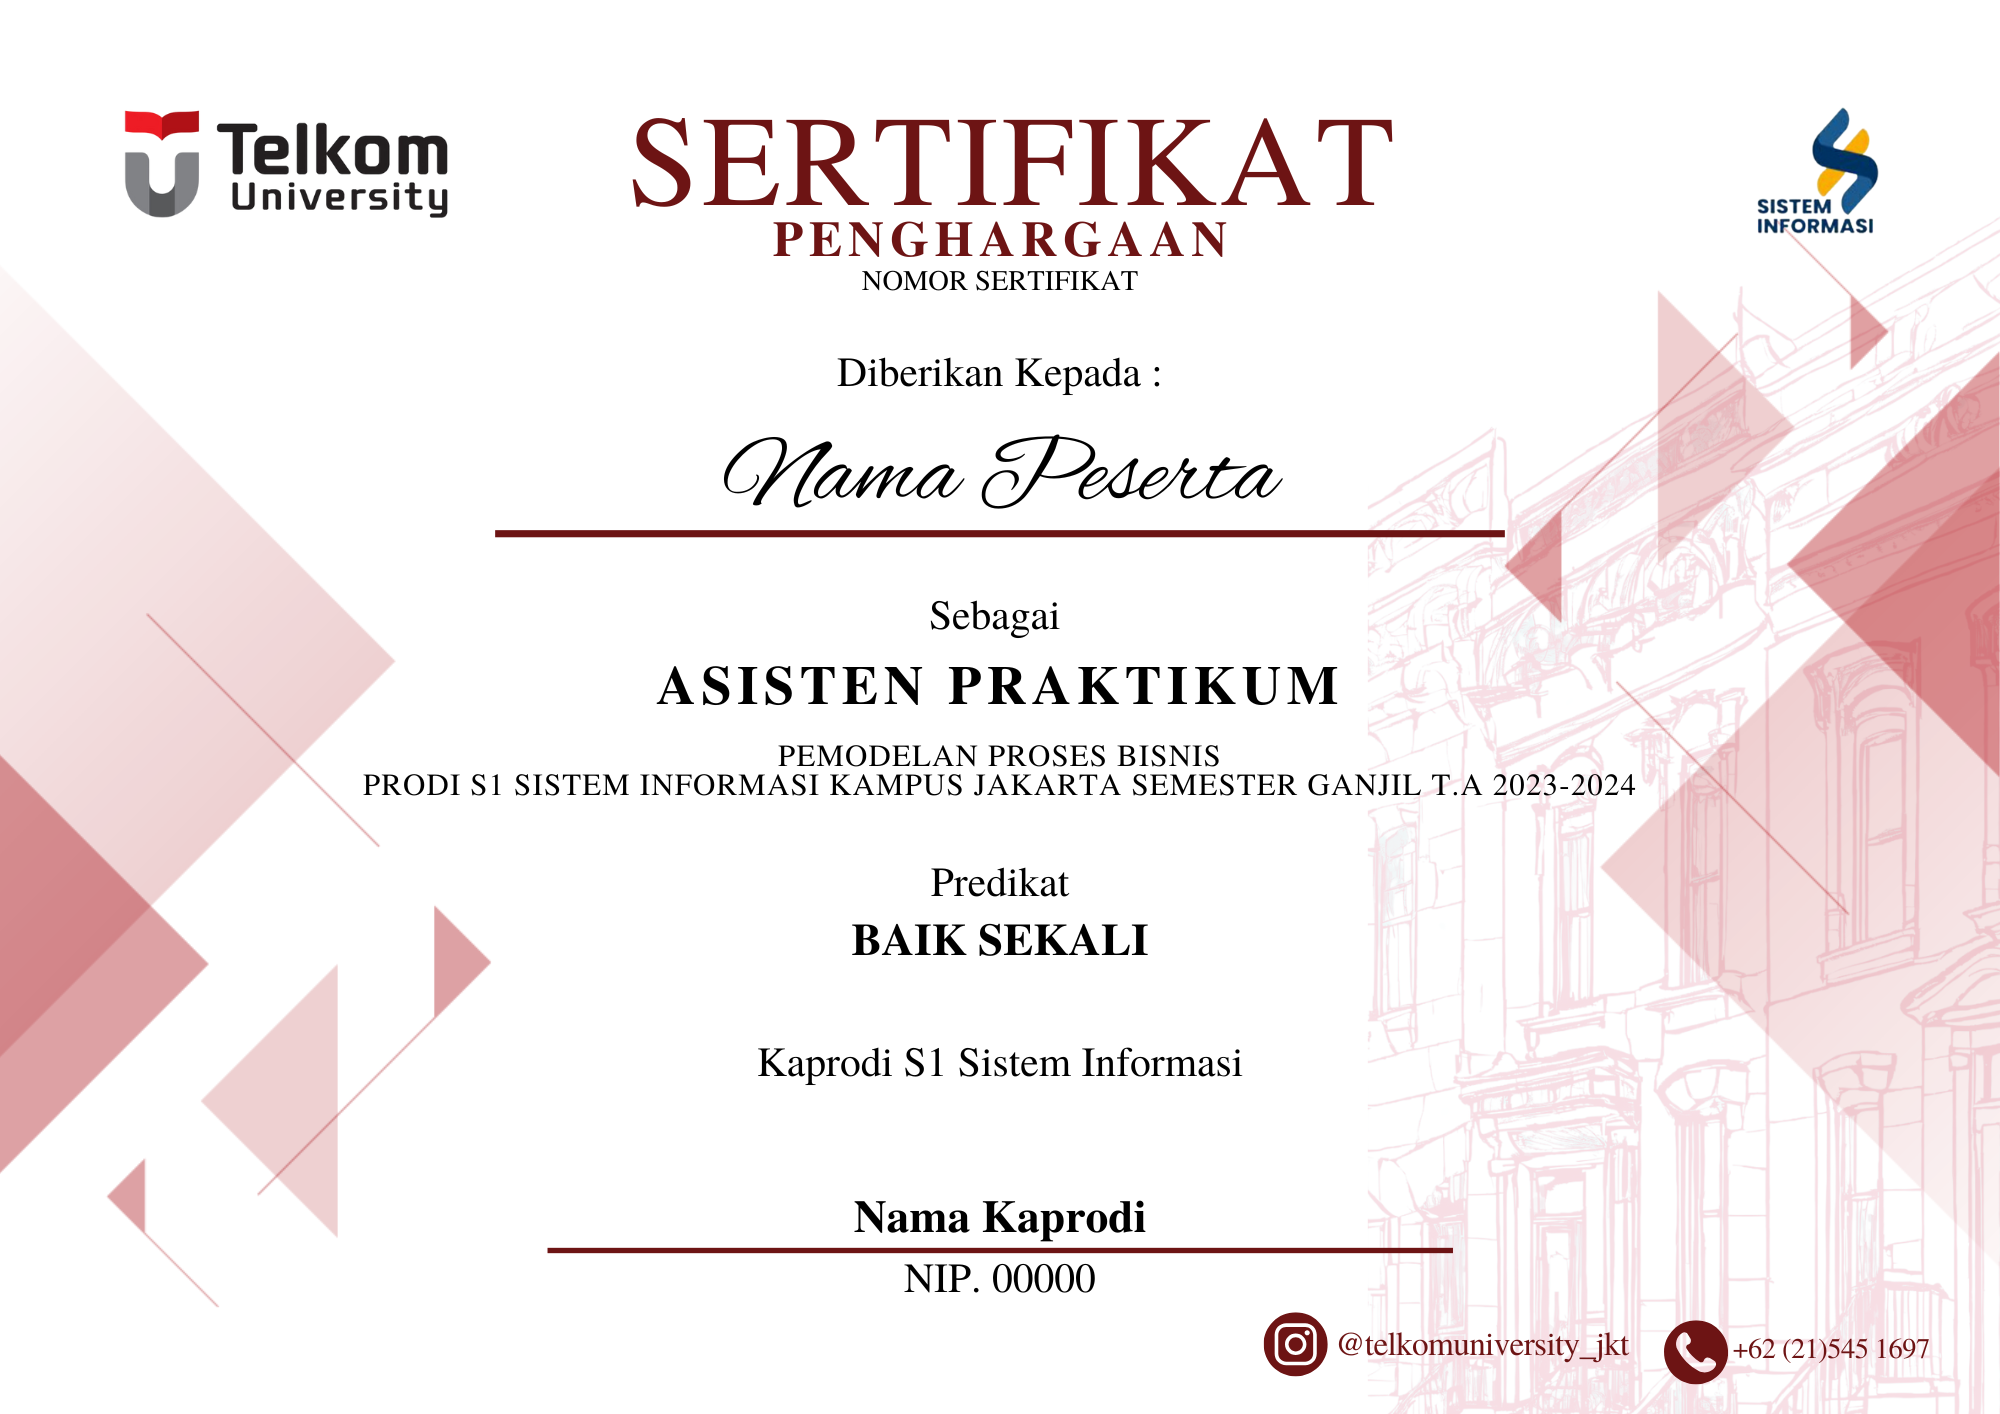 Telkom
University
SERTIFIKAT
PENGHARGAAN
NOMOR SERTIFIKAT
SISTEM
INFORMASI
Diberikan Kepada :
Nama Peserta
Sebagai
ASISTEN PRAKTIKUM
PEMODELAN PROSES BISNIS
PRODI S1 SISTEM INFORMASI KAMPUS JAKARTA SEMESTER GANJIL T.A 2023-2024
Predikat
BAIK SEKALI
Kaprodi S1 Sistem Informasi
Nama Kaprodi
NIP. 00000
@telkomuniversity_jkt
+62 (21)545 1697